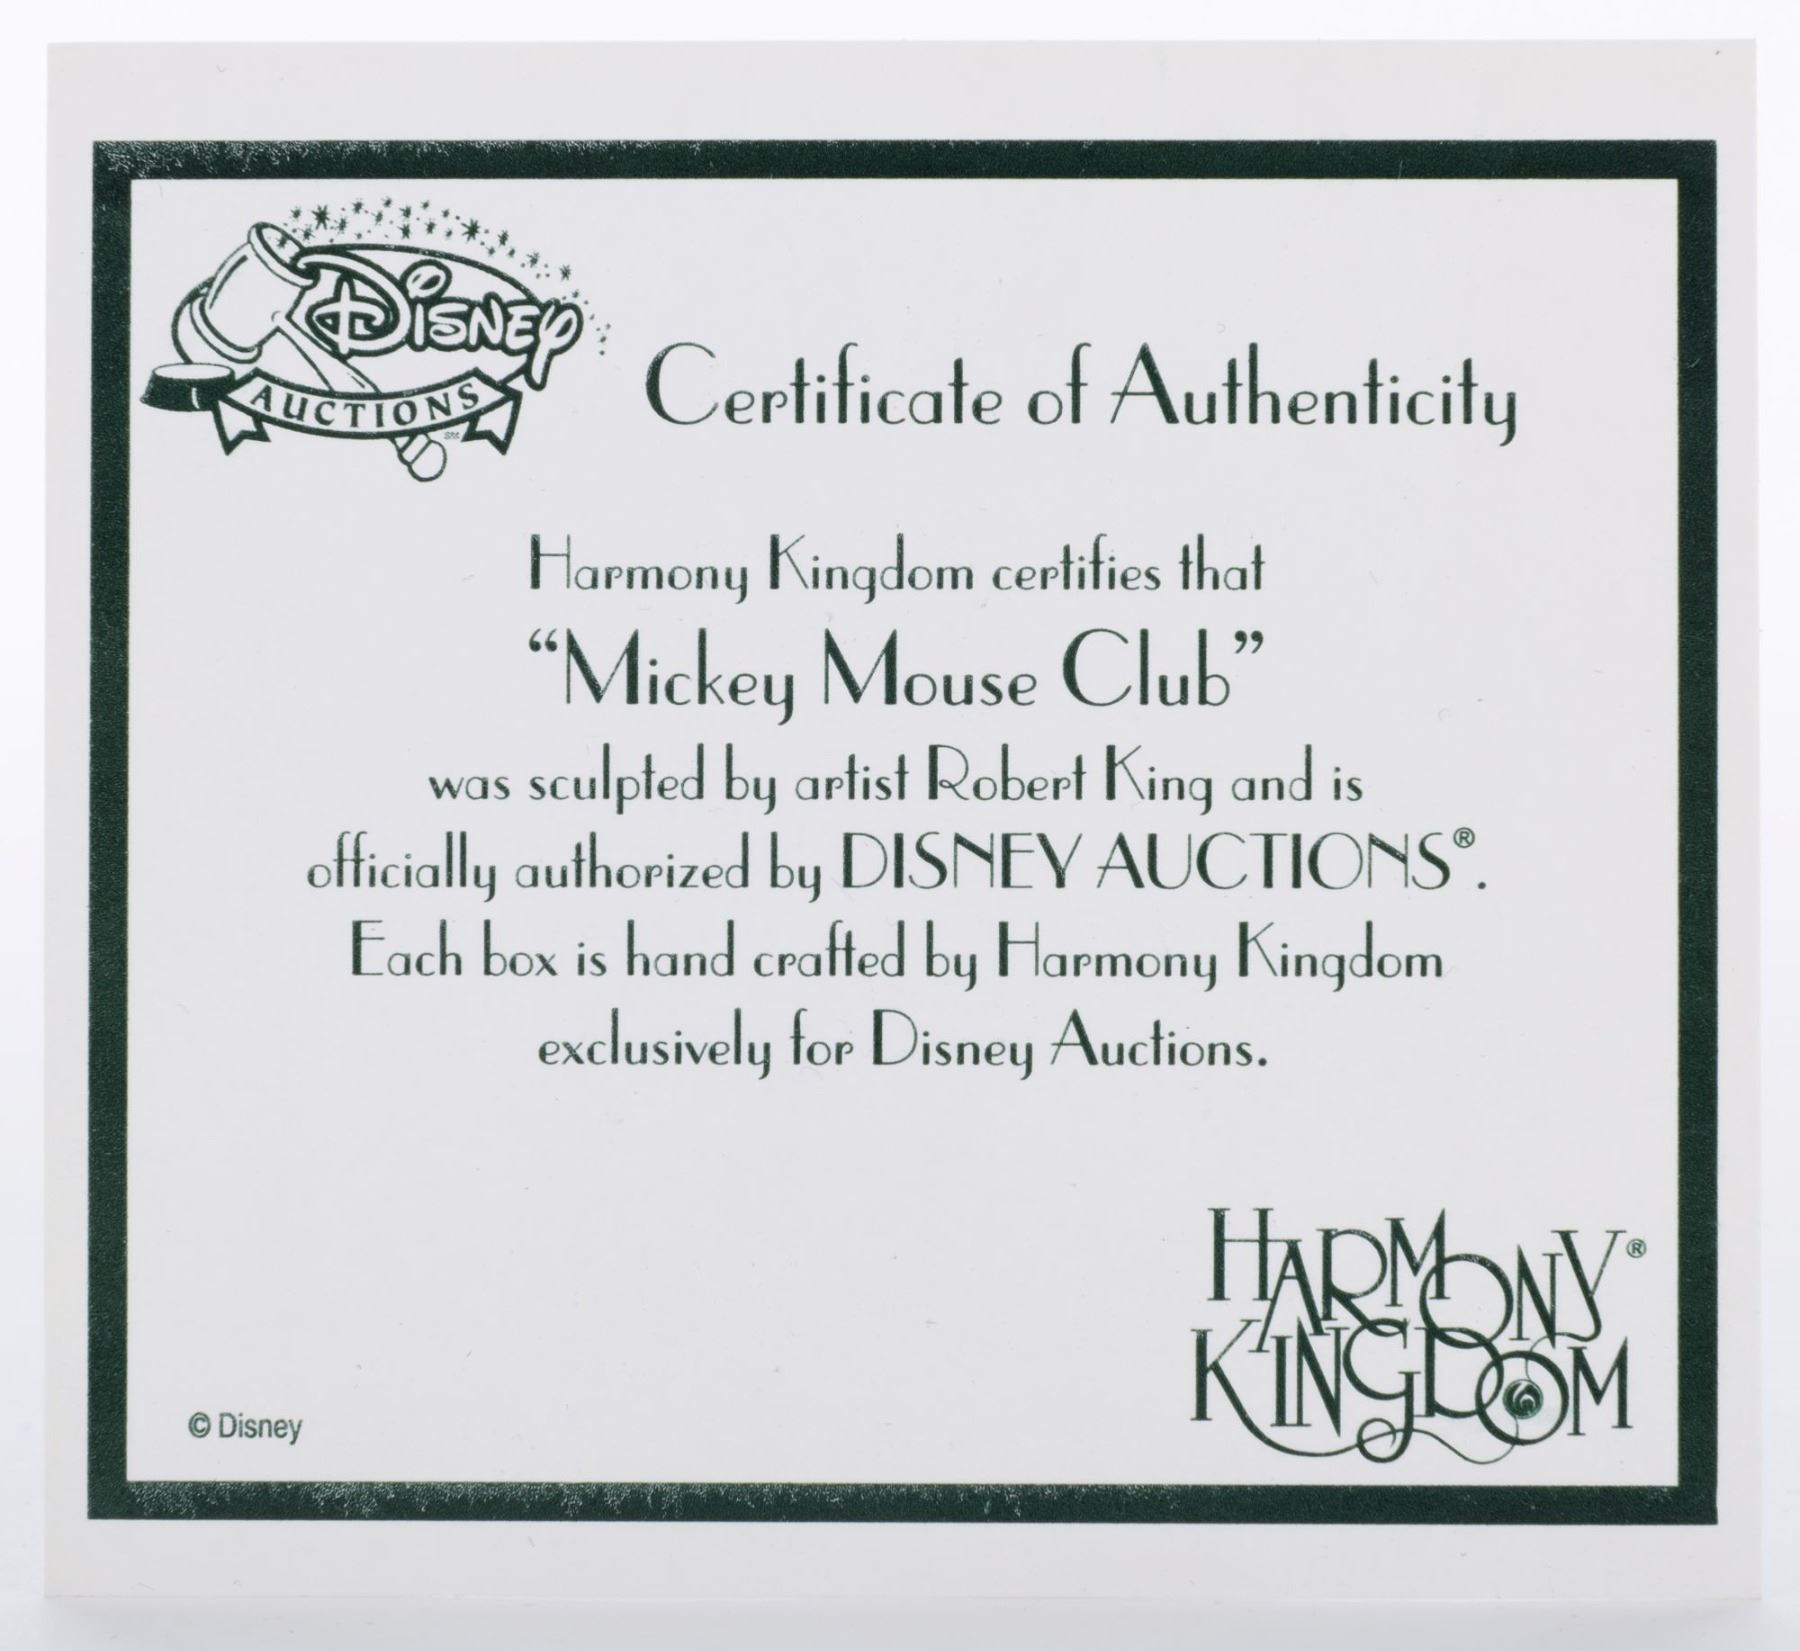 DISNEY
AUCTIONS
SM
Certificate of Authenticity
Harmony Kingdom certifies that
“Mickey Mouse Club”
was sculpted by artist Robert King and is
officially authorized by DISNEY AUCTIONS®.
Each box is hand crafted by Harmony Kingdom
exclusively for Disney Auctions.
HARMONY®
KINGDOM
© Disney